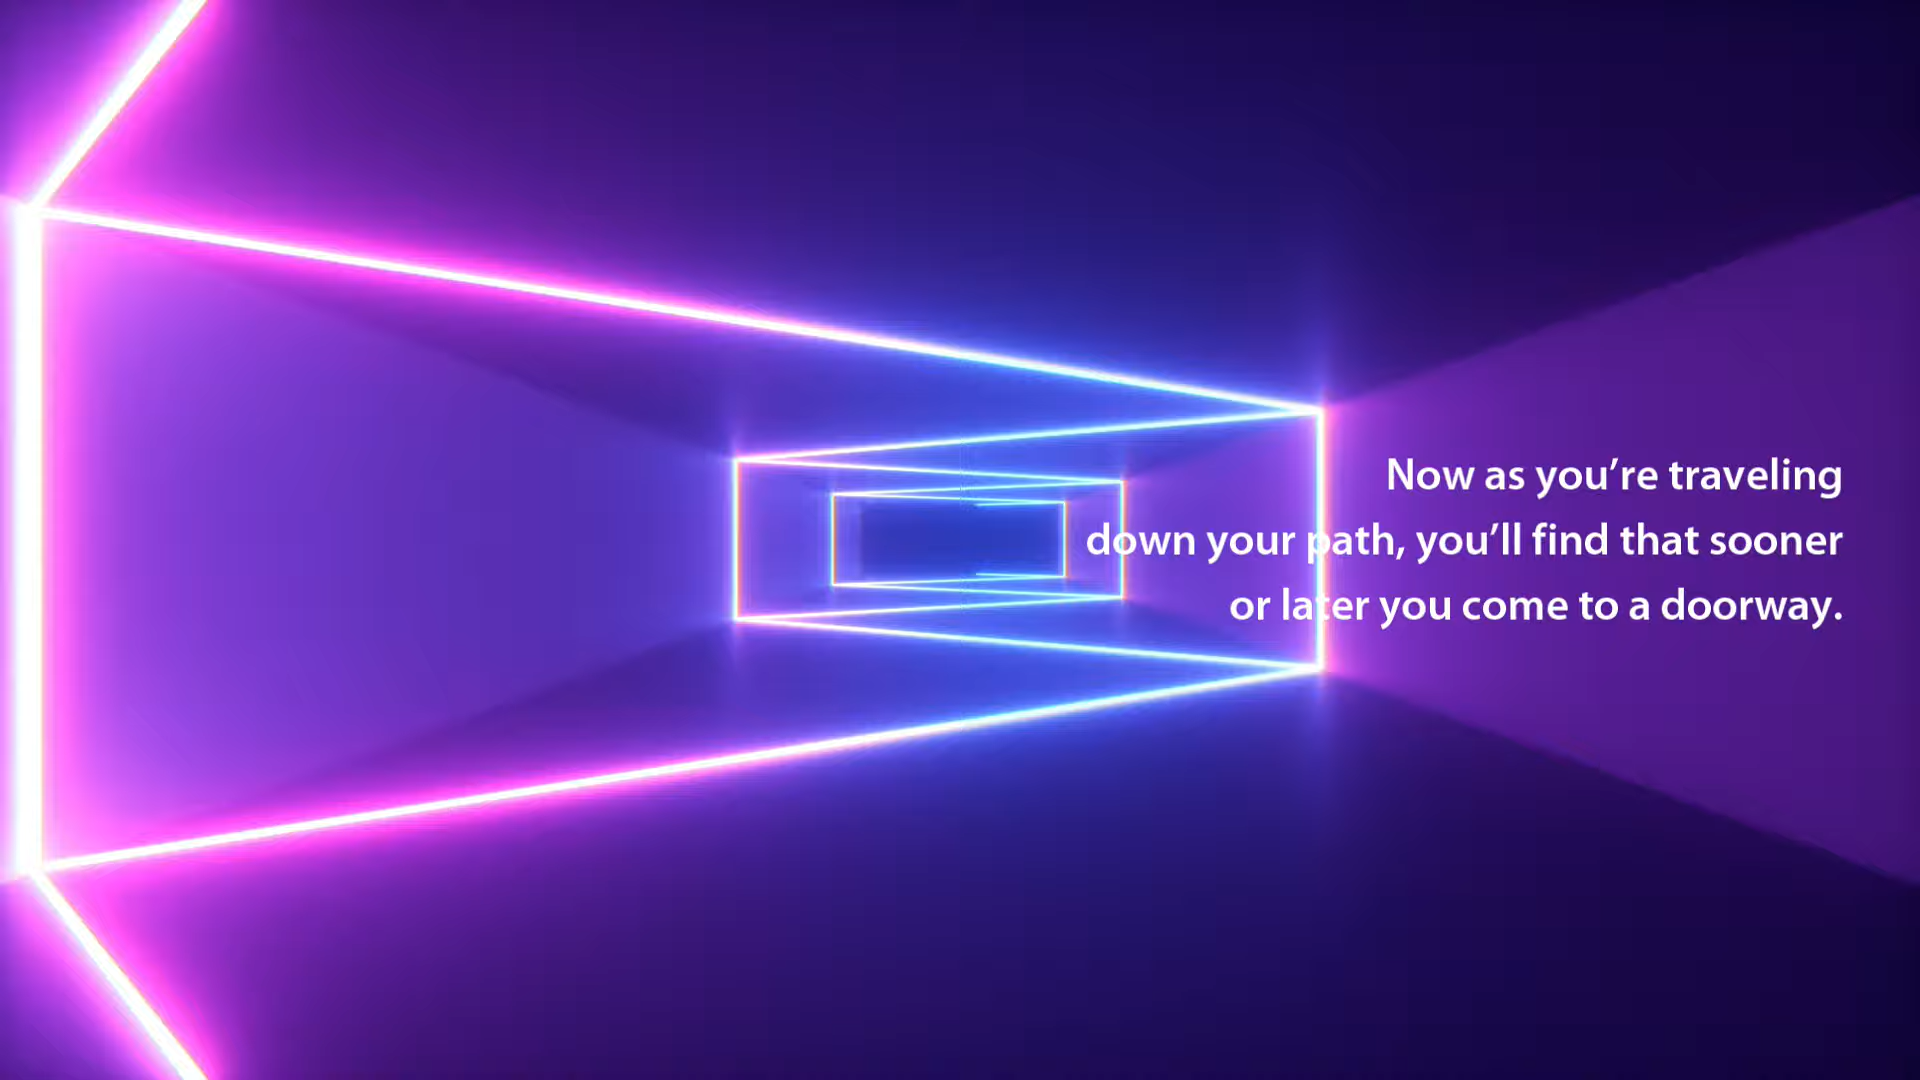 Now as you’re traveling
down your path, you’ll find that sooner
or later you come to a doorway.